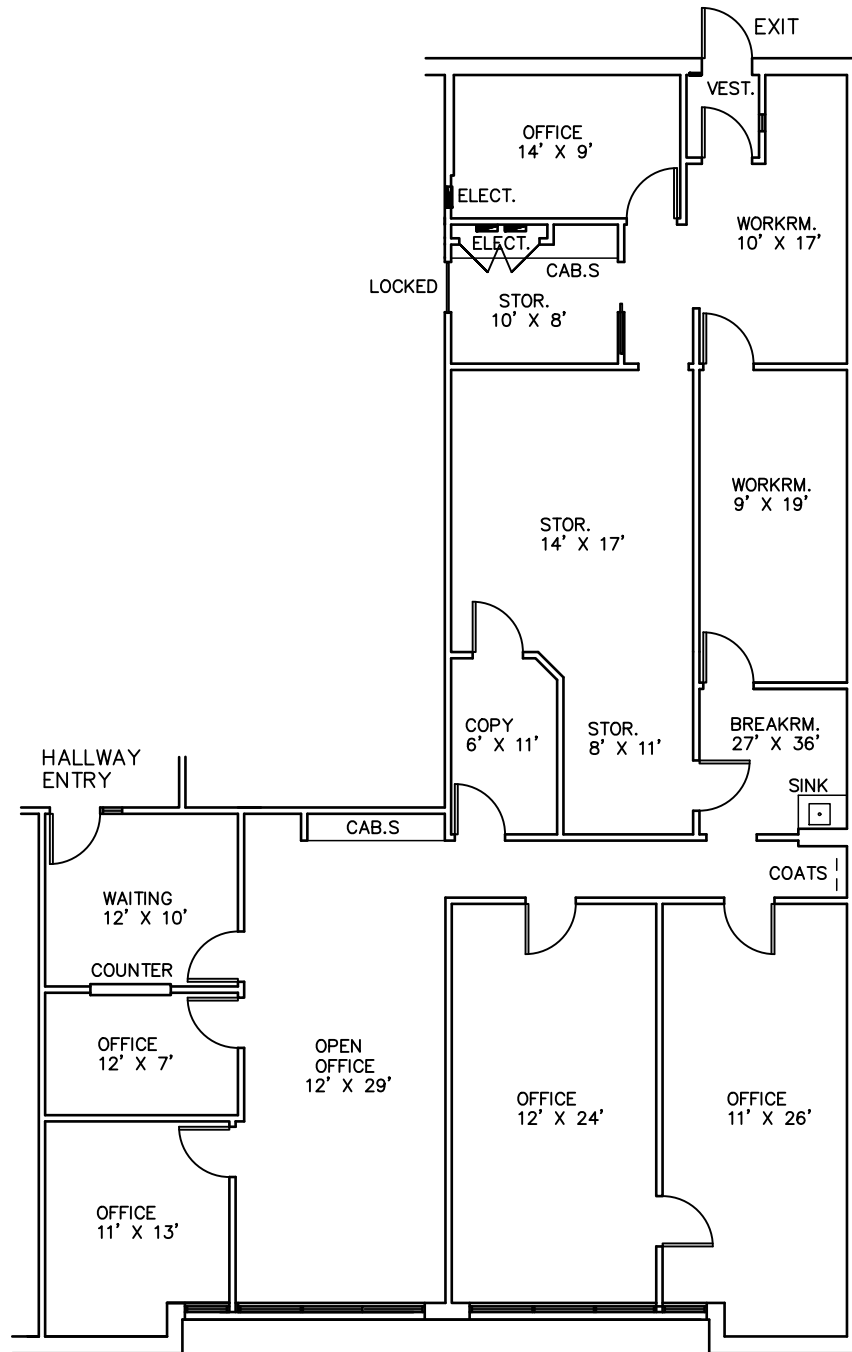 EXIT
VEST.
OFFICE
14' X 9'
ELECT.
WORKRM.
10' X 17'
ELECT.
CAB.S
LOCKED
STOR.
10' X 8'
WORKRM.
9' X 19'
STOR.
14' X 17'
COPY
6' X 11'
STOR.
8' X 11'
BREAKRM.
27' X 36'
SINK
HALLWAY
ENTRY
CAB.S
COATS
WAITING
12' X 10'
COUNTER
OFFICE
12' X 7'
OPEN
OFFICE
12' X 29'
OFFICE
12' X 24'
OFFICE
11' X 26'
OFFICE
11' X 13'